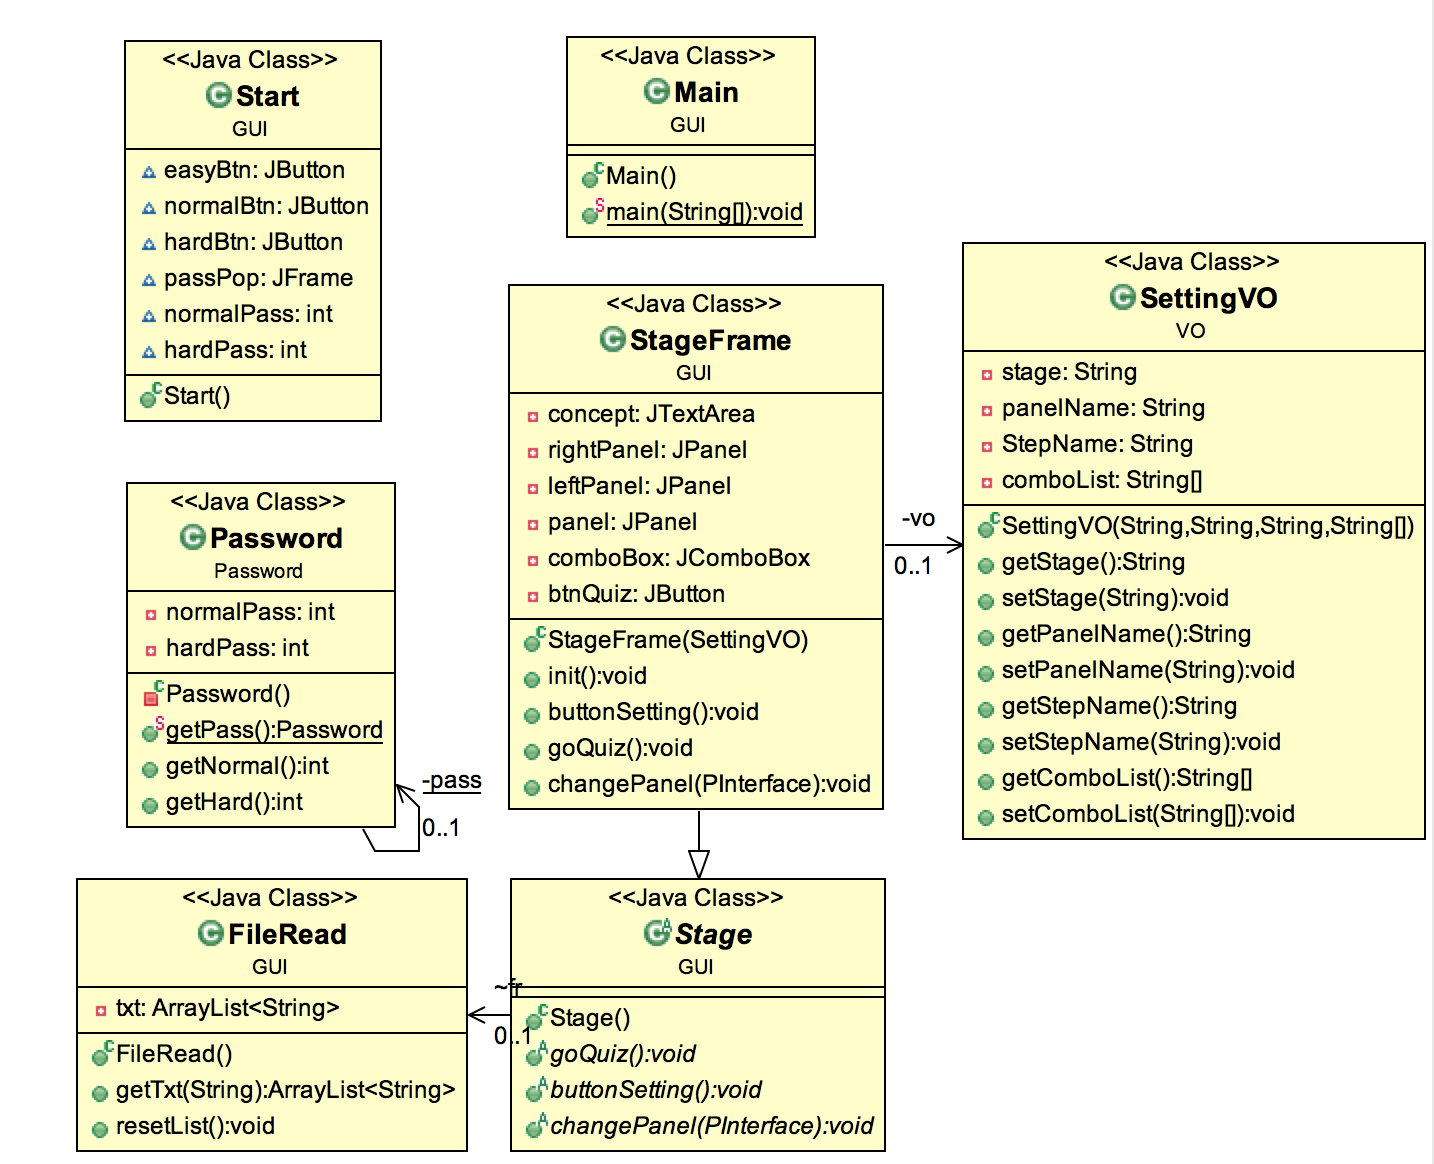 <<Java Class>>
Start
GUI
easyBtn: JButton
normalBtn: JButton
hardBtn: JButton
passPop: JFrame
normalPass: int
hardPass: int
Start()
<<Java Class>>
Main
GUI
Main()
main(String[]):void
<<Java Class>>
SettingVO
VO
stage: String
panelName: String
StepName: String
comboList: String[]
SettingVO(String,String,String,String[])
getStage():String
setStage(String):void
getPanelName():String
setPanelName(String):void
getStepName():String
setStepName(String):void
getComboList():String[]
setComboList(String[]):void
<<Java Class>>
StageFrame
GUI
concept: JTextArea
rightPanel: JPanel
leftPanel: JPanel
panel: JPanel
comboBox: JComboBox
btnQuiz: JButton
StageFrame(SettingVO)
init():void
buttonSetting():void
goQuiz():void
changePanel(PInterface):void
-vo
0..1
<<Java Class>>
Password
Password
normalPass: int
hardPass: int
Password()
getPass():Password
getNormal():int
getHard():int
-pass
0..1
<<Java Class>>
FileRead
GUI
txt: ArrayList<String>
FileRead()
getTxt(String):ArrayList<String>
resetList():void
~fr
0..1
<<Java Class>>
Stage
GUI
Stage()
goQuiz():void
buttonSetting():void
changePanel(PInterface):void